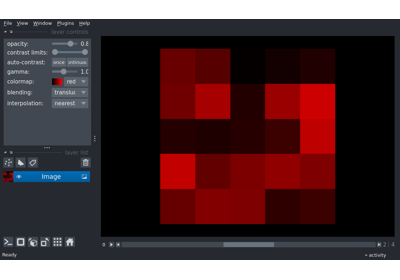 File View Window Plugins Help
layer controls
opacity: 0.8
contrast limits:
auto-contrast: once continuous
gamma: 1.0
colormap: red
blending: translu
interpolation: nearest
layer list
Image
2 | 4
Ready
activity